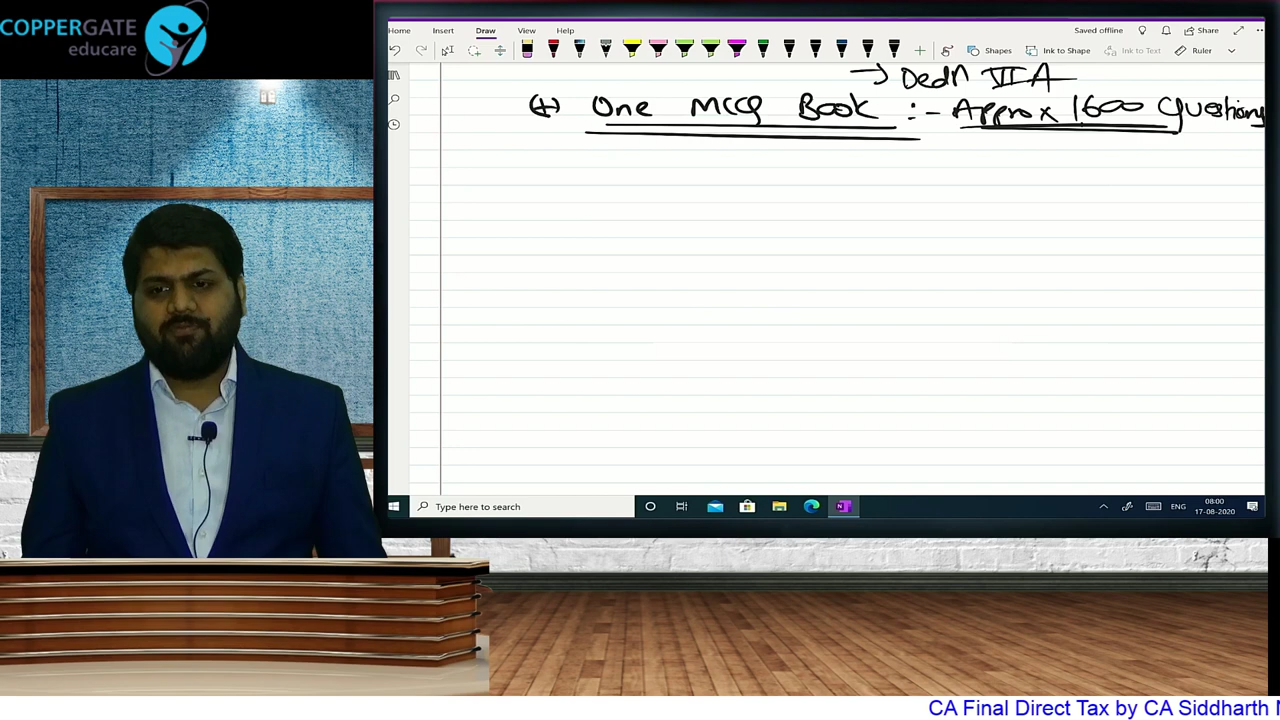 COPPERGATE
educare
Home Insert Draw View Help
Saved offline
Share
Shapes
Ink to Shape
Ink to Text
Ruler
→ Dedn VI A
(4) One MCQ Book :- Approx 1600 Questions
Type here to search
ENG
08:00
17-08-2020
CA Final Direct Tax by CA Siddharth